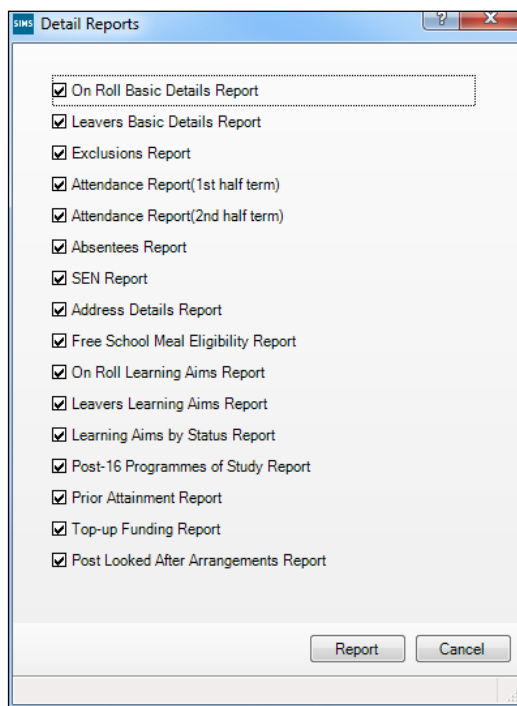 SIMS Detail Reports
? X
On Roll Basic Details Report
Leavers Basic Details Report
Exclusions Report
Attendance Report(1st half term)
Attendance Report(2nd half term)
Absentees Report
SEN Report
Address Details Report
Free School Meal Eligibility Report
On Roll Learning Aims Report
Leavers Learning Aims Report
Learning Aims by Status Report
Post-16 Programmes of Study Report
Prior Attainment Report
Top-up Funding Report
Post Looked After Arrangements Report
Report Cancel